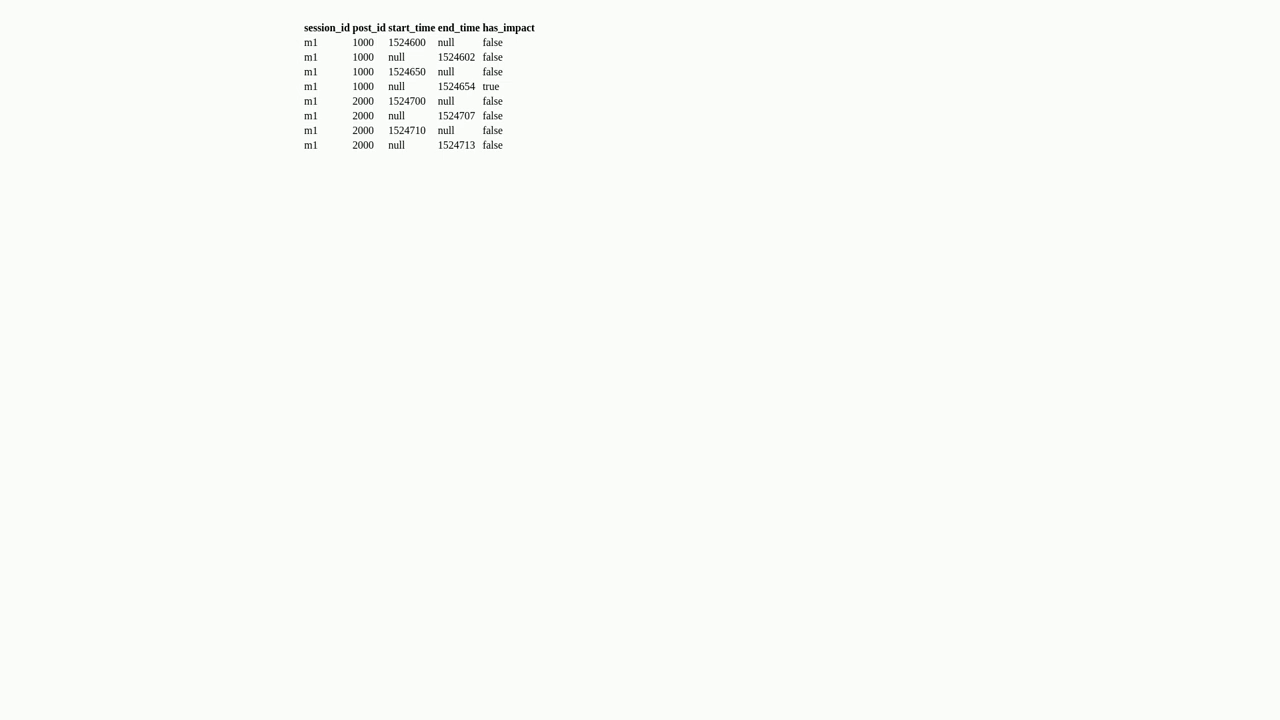 session_id post_id start_time end_time has_impact
m1 1000 1524600 null false
m1 1000 null 1524602 false
m1 1000 1524650 null false
m1 1000 null 1524654 true
m1 2000 1524700 null false
m1 2000 null 1524707 false
m1 2000 1524710 null false
m1 2000 null 1524713 false